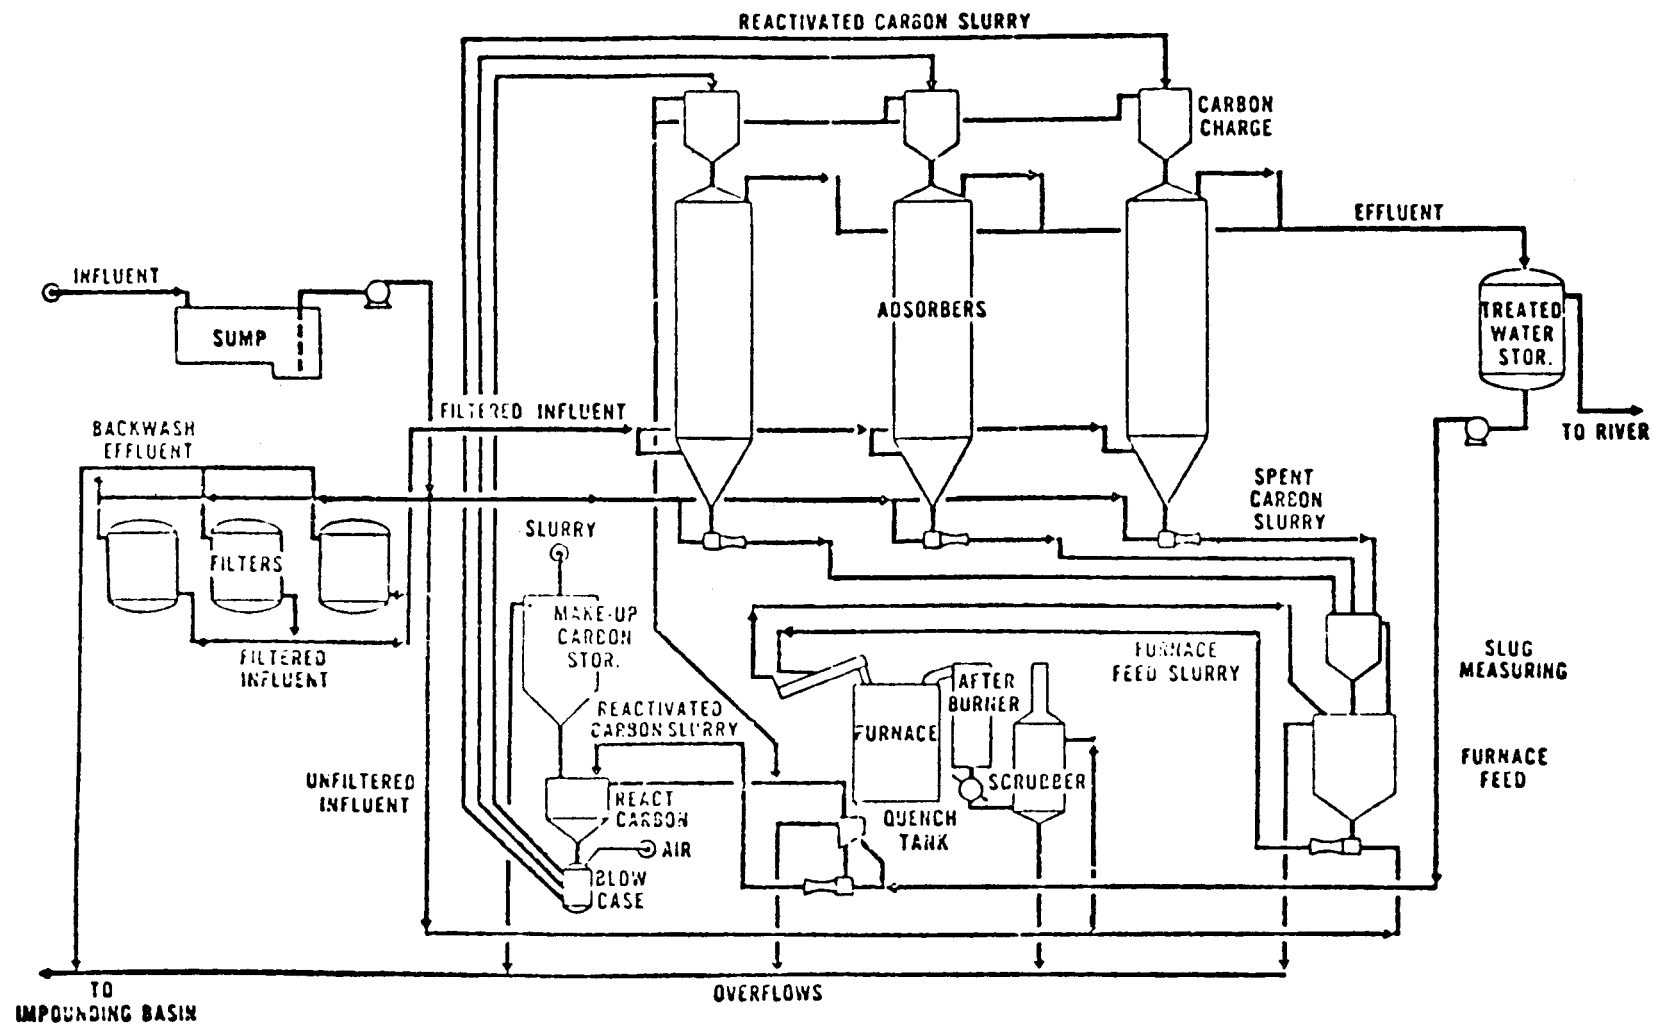 REACTIVATED CARBON SLURRY
CARBON
CHARGE
EFFLUENT
INFLUENT
SUMP
ADSORBERS
TREATED
WATER
STOR.
TO RIVER
FILTERED INFLUENT
BACKWASH
EFFLUENT
SPENT
CARBON
SLURRY
SLURRY
FILTERS
MAKE-UP
CARBON
STOR.
FILTERED
INFLUENT
FURNACE
FEED SLURRY
SLUG
MEASURING
AFTER
BURNER
REACTIVATED
CARBON SLURRY
FURNACE
UNFILTERED
INFLUENT
SCRUBBER
FURNACE
FEED
REACT
CARBON
QUENCH
TANK
AIR
BLOW
CASE
TO
IMPOUNDING BASIN
OVERFLOWS